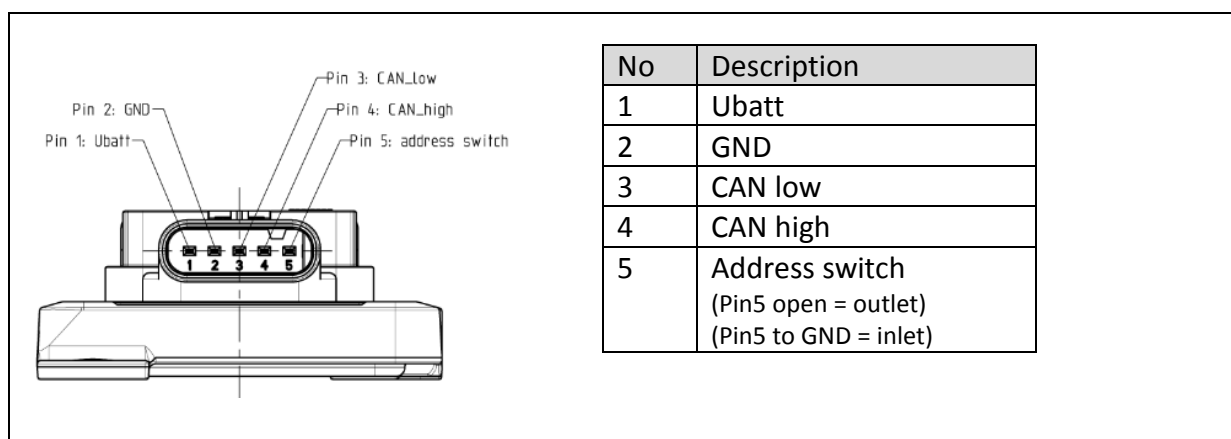 Pin 3: CAN_low
Pin 2: GND
Pin 4: CAN_high
Pin 1: Ubatt
Pin 5: address switch
1 2 3 4 5
No Description
1 Ubatt
2 GND
3 CAN low
4 CAN high
5 Address switch
(Pin5 open = outlet)
(Pin5 to GND = inlet)